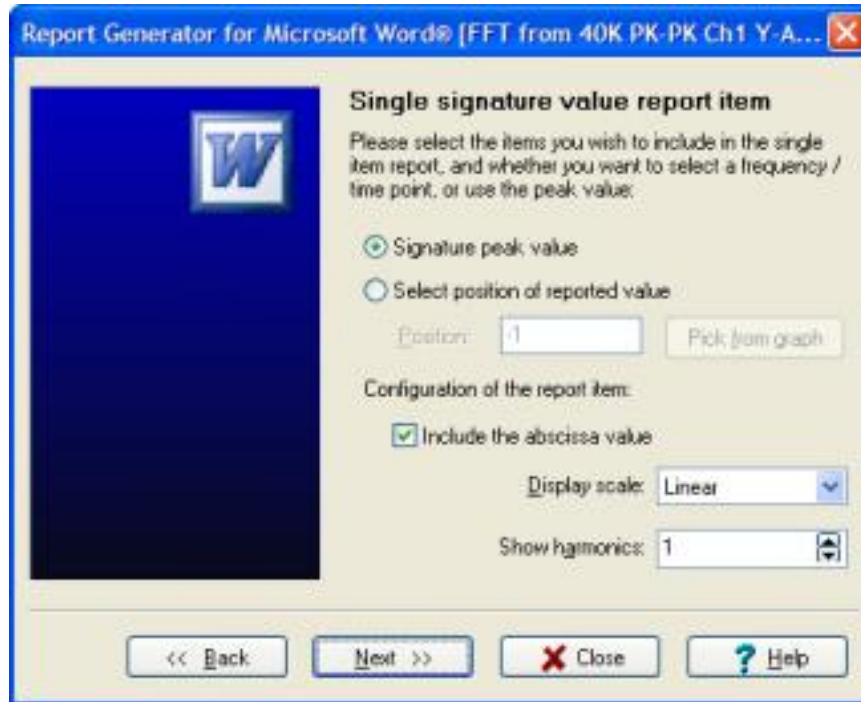 Report Generator for Microsoft Word® [FFT from 40K PK-PK Ch1 Y-A...
W
Single signature value report item
Please select the items you wish to include in the single
item report, and whether you want to select a frequency /
time point, or use the peak value:
Signature peak value
Select position of reported value
Position: -1 Pick from graph
Configuration of the report item:
Include the abscissa value
Display scale: Linear
Show harmonics: 1
<< Back Next >> Close ? Help